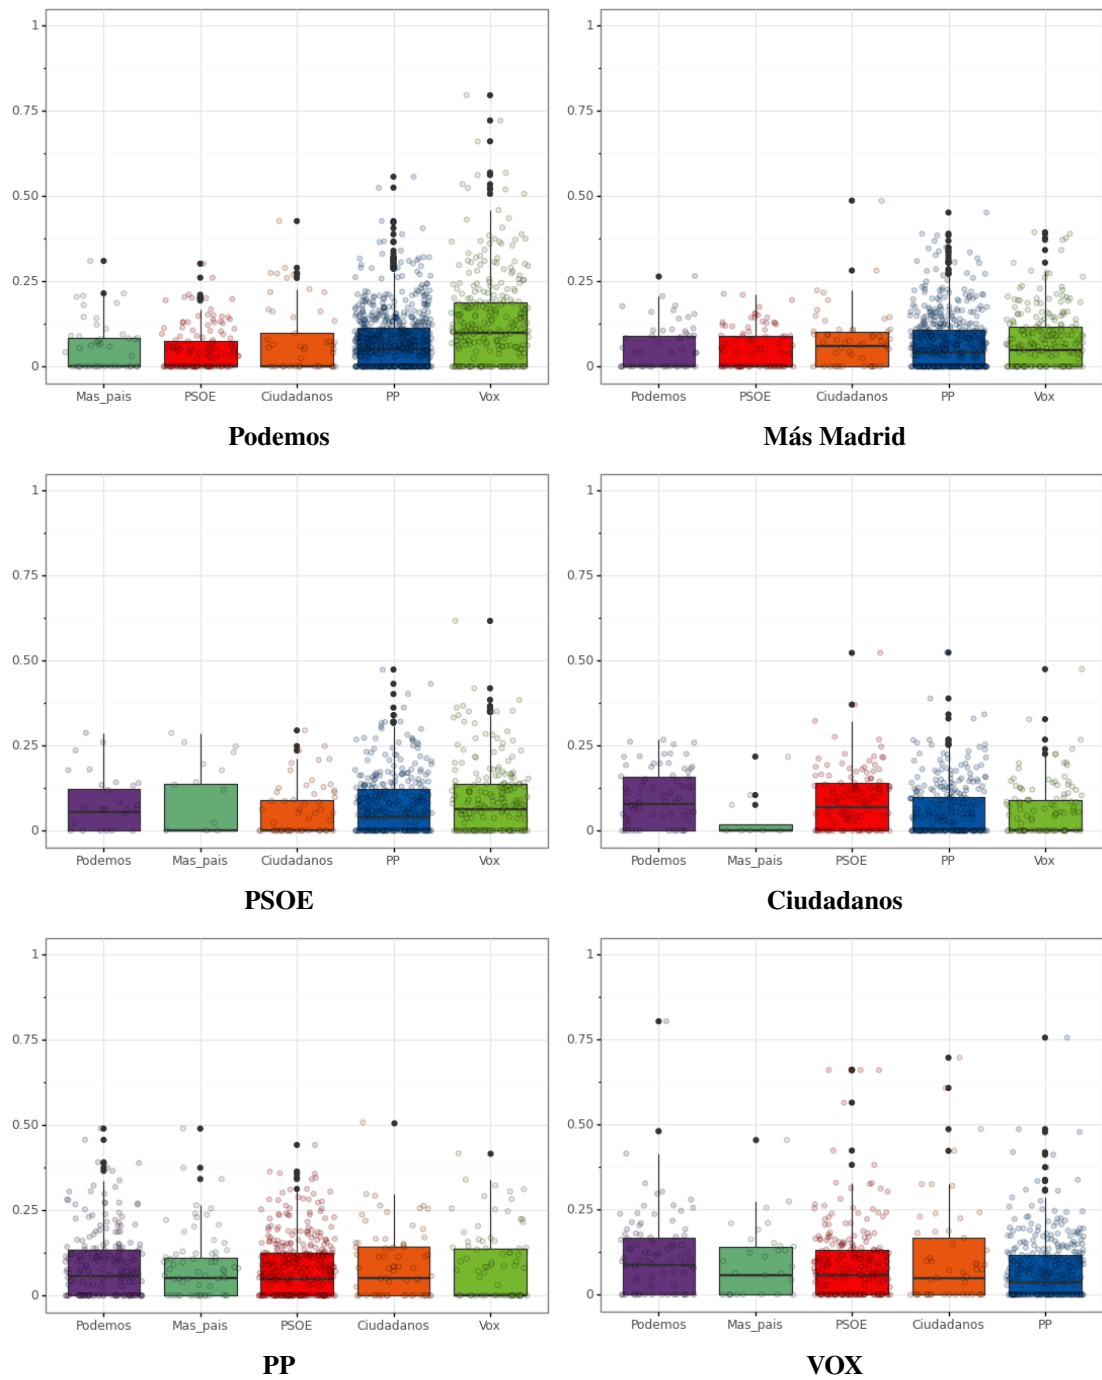 1
0.75
0.50
0.25
0
Mas_pais PSOE Ciudadanos PP Vox
Podemos
1
0.75
0.50
0.25
0
Podemos PSOE Ciudadanos PP Vox
Más Madrid
1
0.75
0.50
0.25
0
Podemos Mas_pais Ciudadanos PP Vox
PSOE
1
0.75
0.50
0.25
0
Podemos Mas_pais PSOE PP Vox
Ciudadanos
1
0.75
0.50
0.25
0
Podemos Mas_pais PSOE Ciudadanos Vox
PP
1
0.75
0.50
0.25
0
Podemos Mas_pais PSOE Ciudadanos PP
VOX